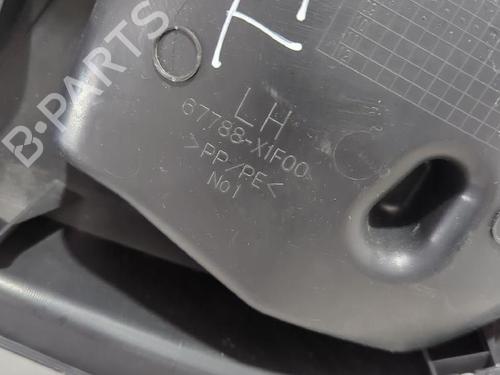 B-PARTS
LH
67788-X1F00
>PP/PE<
No1